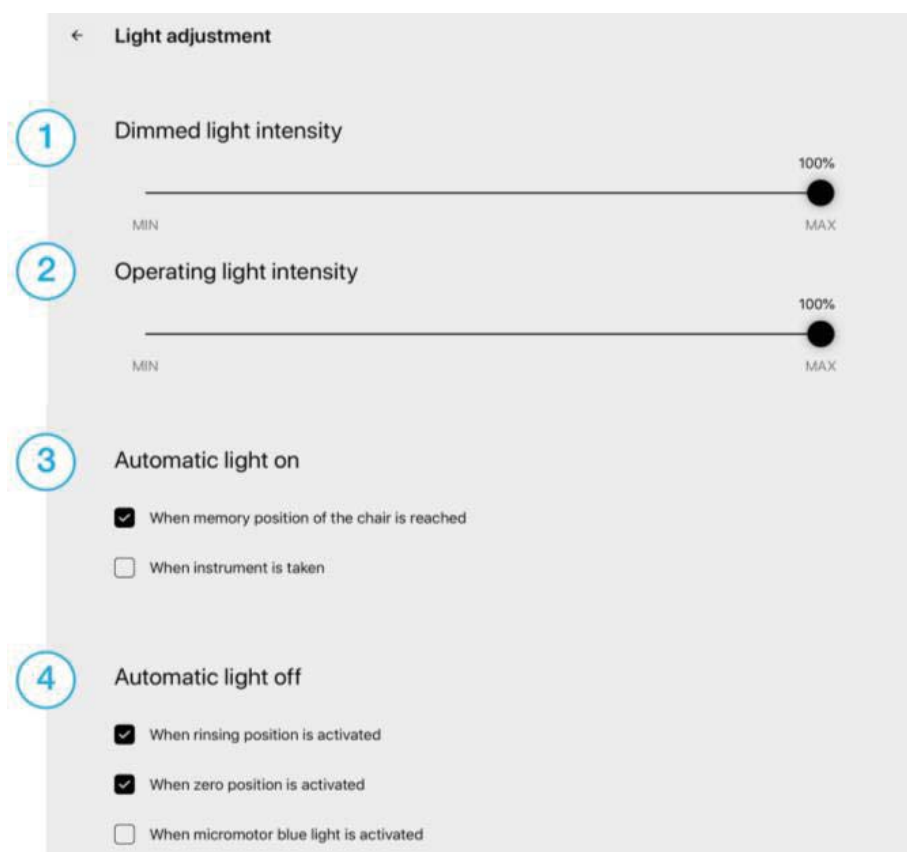 ← Light adjustment
1 Dimmed light intensity
100%
MIN MAX
2 Operating light intensity
100%
MIN MAX
3 Automatic light on
When memory position of the chair is reached
When instrument is taken
4 Automatic light off
When rinsing position is activated
When zero position is activated
When micromotor blue light is activated